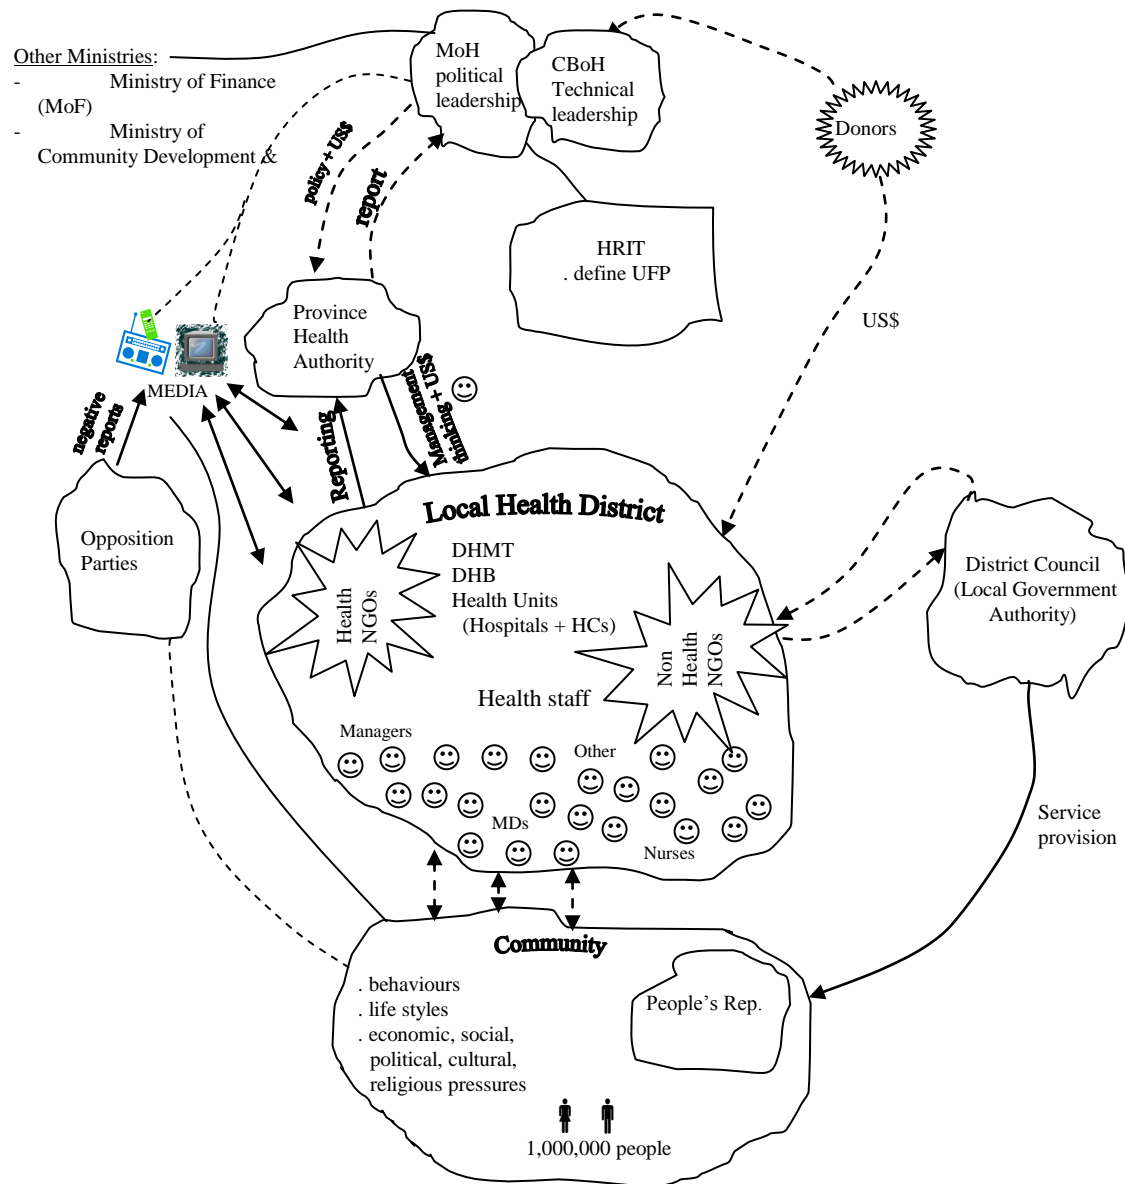 Other Ministries:
- Ministry of Finance
(MoF)
- Ministry of
Community Development &
MoH
political
leadership
CBoH
Technical
leadership
Donors
policy + US$
report
HRIT
. define UFP
US$
Province
Health
Authority
MEDIA
negative
reports
Reporting
Management
thinking + US$
Opposition
Parties
Local Health District
DHMT
DHB
Health Units
(Hospitals + HCs)
Health
NGOs
Non
Health
NGOs
Health staff
District Council
(Local Government
Authority)
Managers
Other
MDs
Nurses
Service
provision
Community
. behaviours
. life styles
. economic, social,
political, cultural,
religious pressures
People's Rep.
1,000,000 people